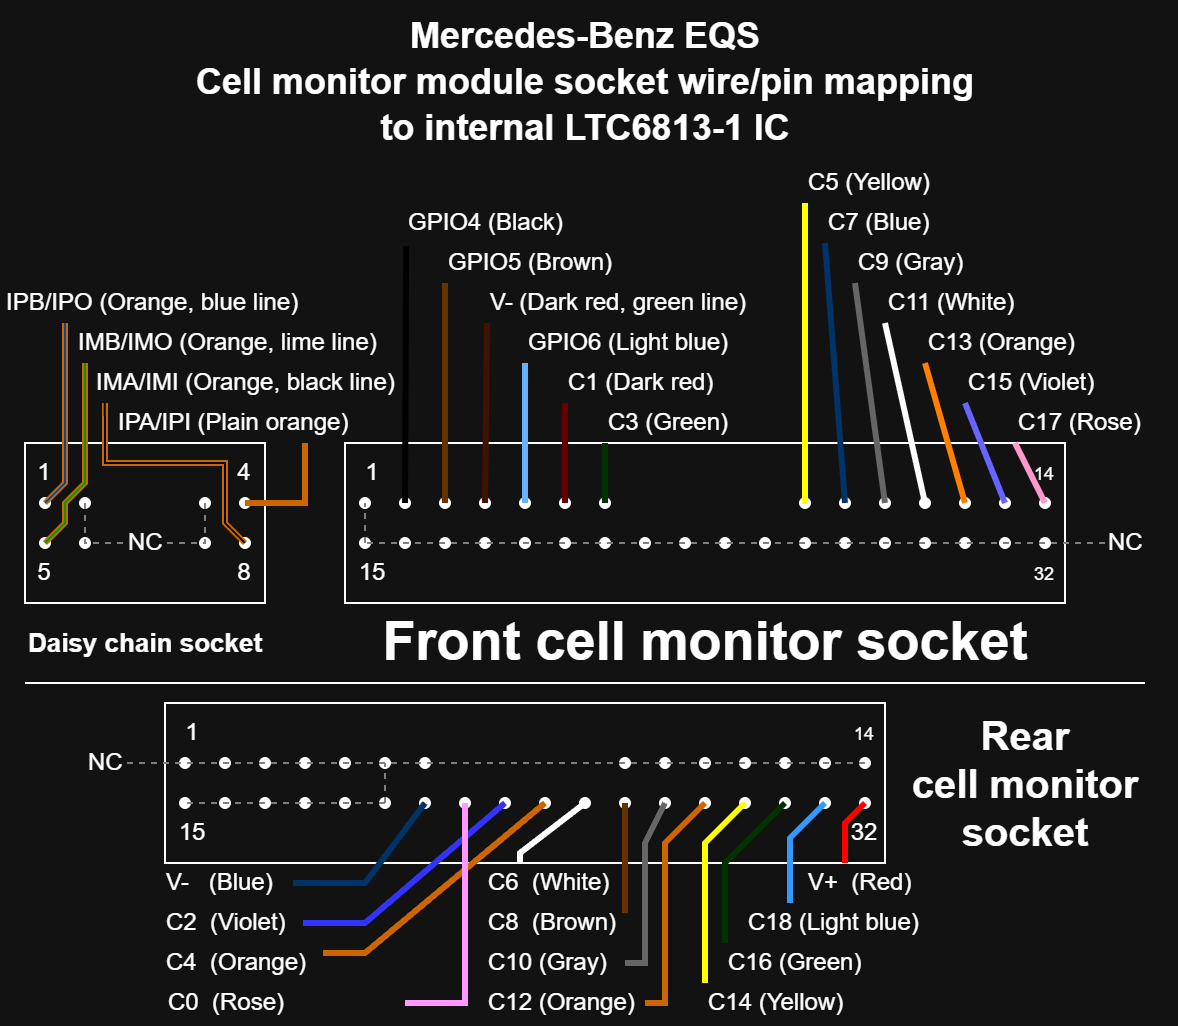 Mercedes-Benz EQS
Cell monitor module socket wire/pin mapping
to internal LTC6813-1 IC
C5 (Yellow)
GPIO4 (Black)
C7 (Blue)
GPIO5 (Brown)
C9 (Gray)
IPB/IPO (Orange, blue line)
V- (Dark red, green line)
C11 (White)
IMB/IMO (Orange, lime line)
GPIO6 (Light blue)
C13 (Orange)
IMA/IMI (Orange, black line)
C1 (Dark red)
C15 (Violet)
IPA/IPI (Plain orange)
C3 (Green)
C17 (Rose)
1
4
1
14
NC
NC
5
8
15
32
Daisy chain socket
Front cell monitor socket
1
14
NC
15
32
Rear
cell monitor
socket
V- (Blue)
C6 (White)
V+ (Red)
C2 (Violet)
C8 (Brown)
C18 (Light blue)
C4 (Orange)
C10 (Gray)
C16 (Green)
C0 (Rose)
C12 (Orange)
C14 (Yellow)